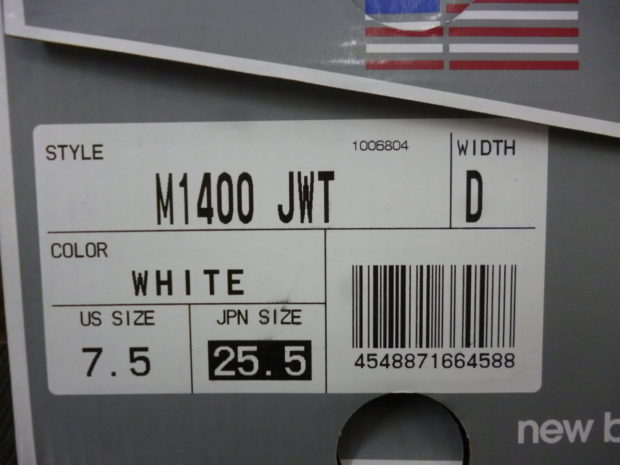 STYLE 1006804 WIDTH
M1400 JWT D
COLOR
WHITE
US SIZE JPN SIZE
7.5 25.5
4548871664588
new b